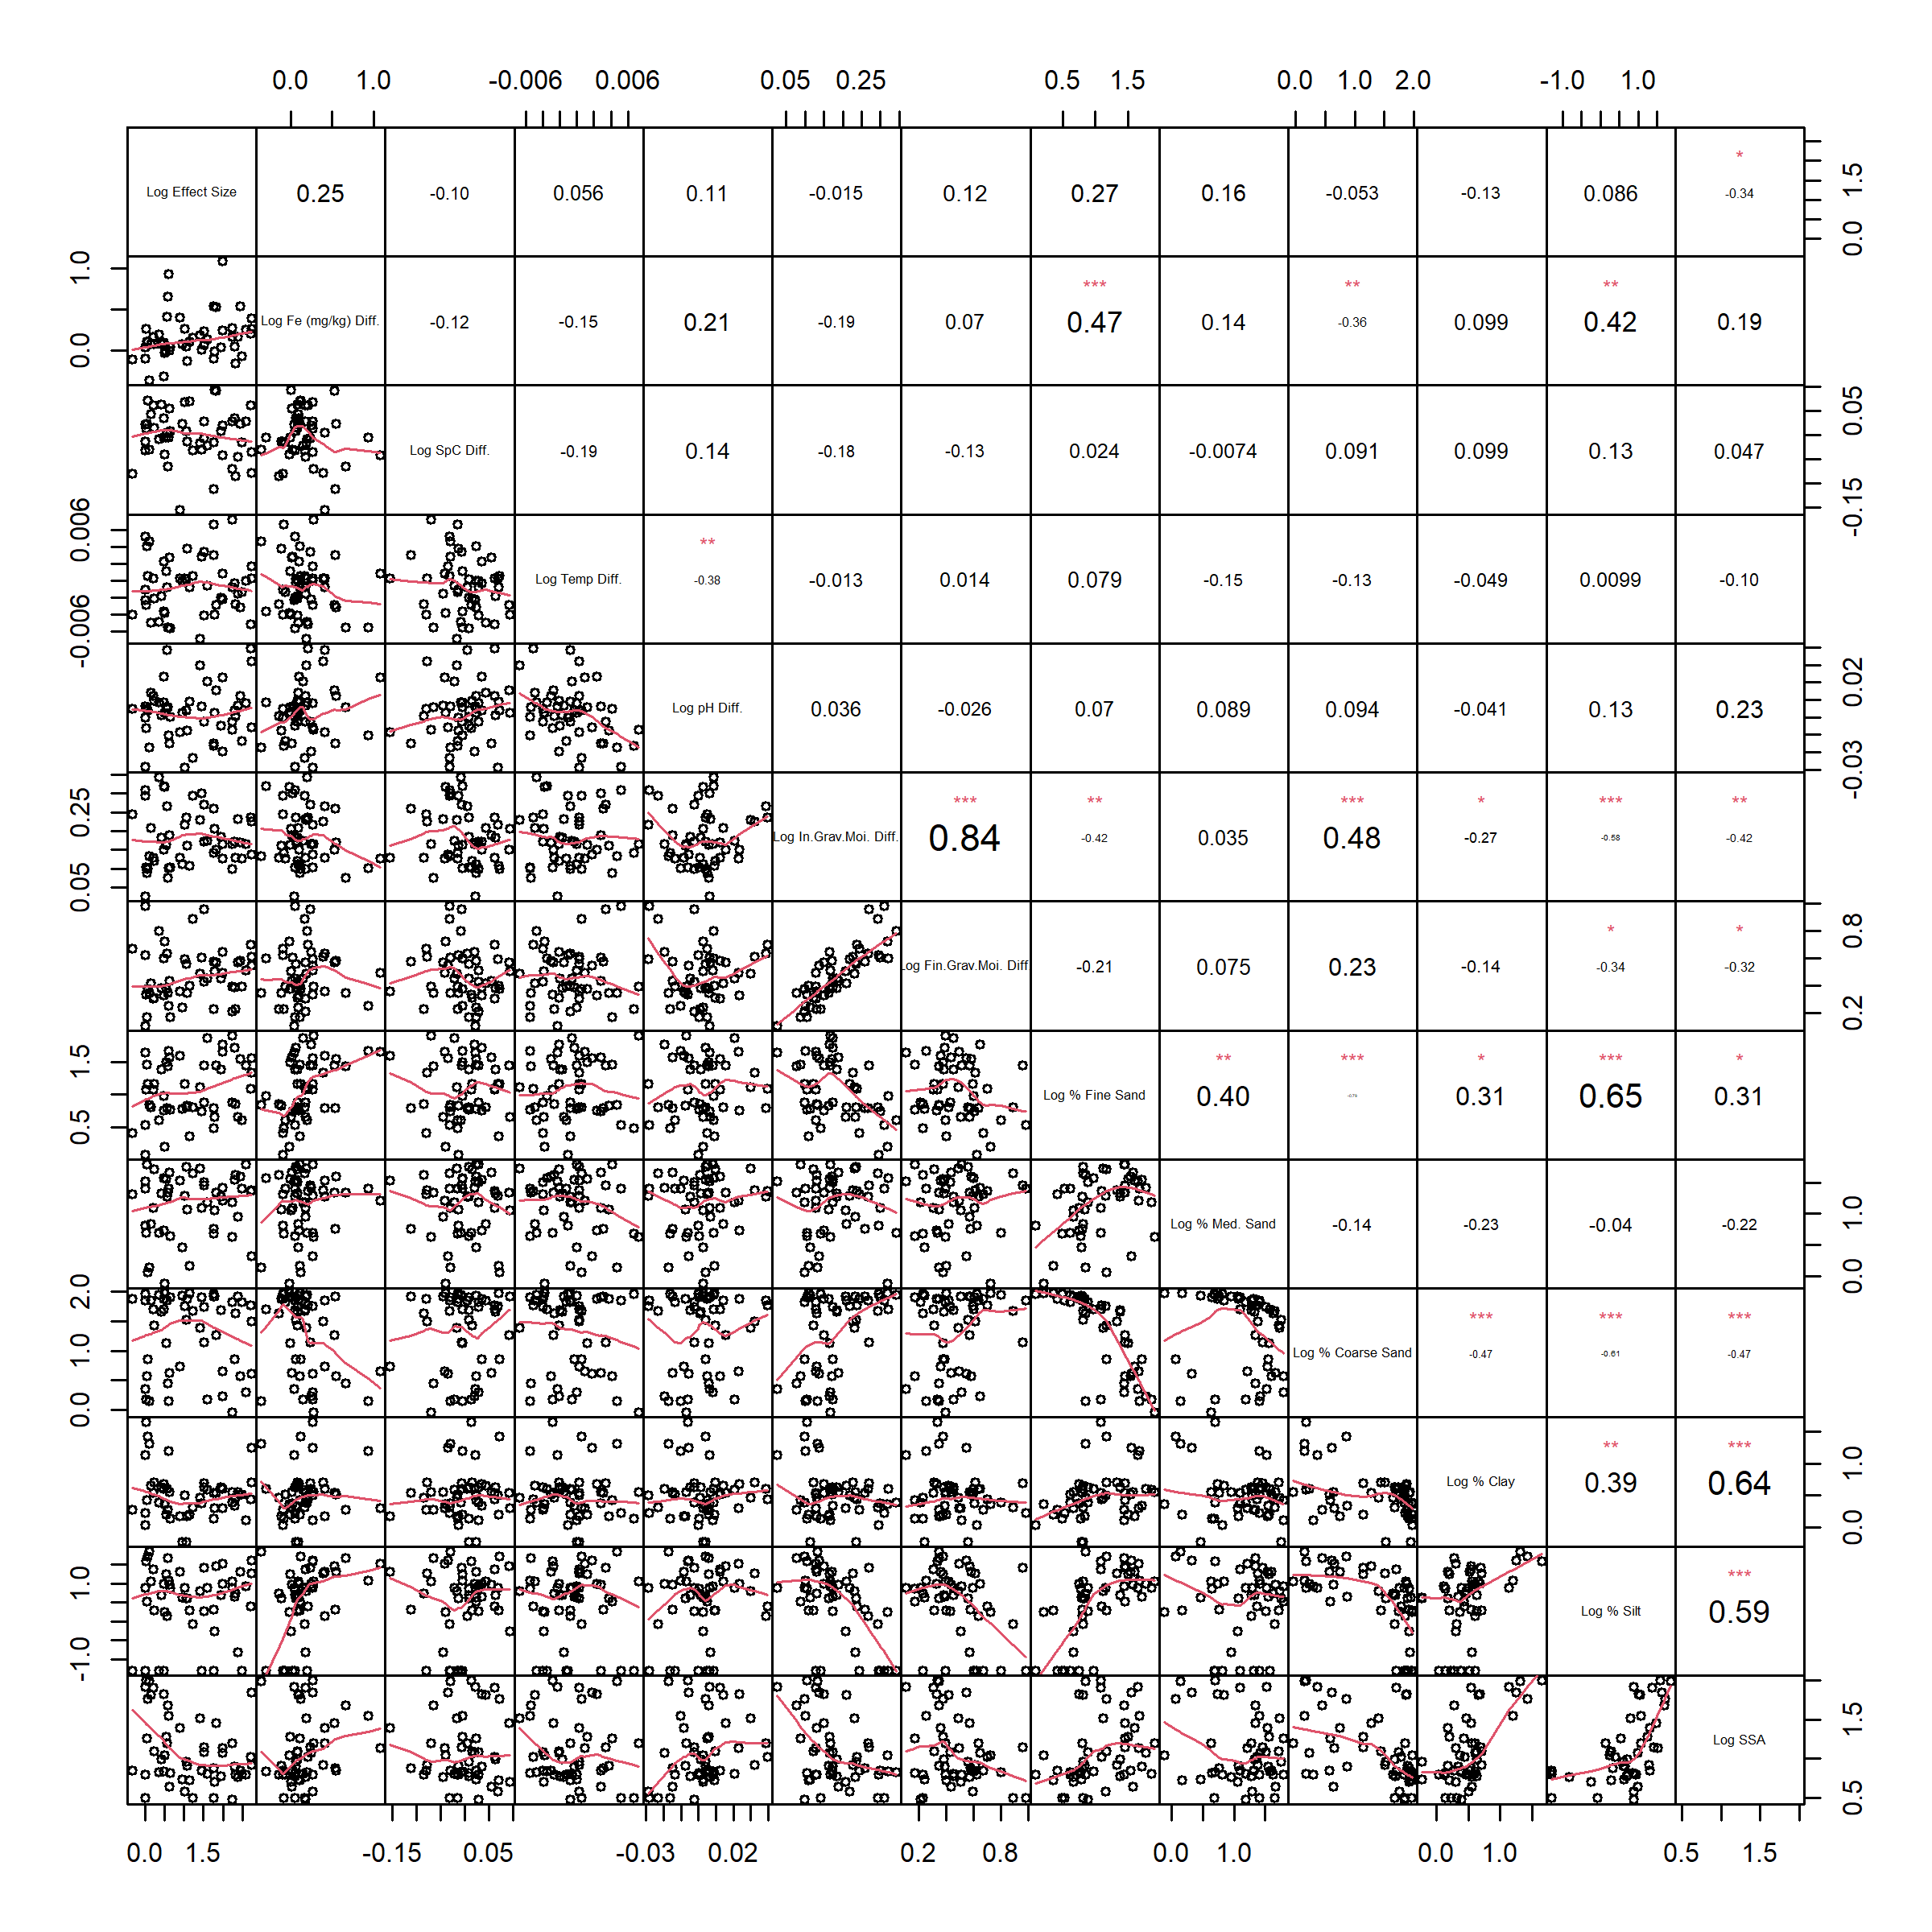 0.0 1.0 -0.006 0.006 0.05 0.25 0.5 1.5 0.0 1.0 2.0 -1.0 1.0
*
Log Effect Size 0.25 -0.10 0.056 0.11 -0.015 0.12 0.27 0.16 -0.053 -0.13 0.086 -0.34
0.0 1.5
*** ** **
0.0 1.0
Log Fe (mg/kg) Diff. -0.12 -0.15 0.21 -0.19 0.07 0.47 0.14 -0.36 0.099 0.42 0.19
Log SpC Diff. -0.19 0.14 -0.18 -0.13 0.024 -0.0074 0.091 0.099 0.13 0.047
-0.15 0.05
**
-0.006 0.006
Log Temp Diff. -0.38 -0.013 0.014 0.079 -0.15 -0.13 -0.049 0.0099 -0.10
Log pH Diff. 0.036 -0.026 0.07 0.089 0.094 -0.041 0.13 0.23
-0.03 0.02
*** ** *** * *** **
0.05 0.25
Log In.Grav.Moi. Diff. 0.84 -0.42 0.035 0.48 -0.27 -0.58 -0.42
* *
Log Fin.Grav.Moi. Diff -0.21 0.075 0.23 -0.14 -0.34 -0.32
0.2 0.8
** *** * *** *
0.5 1.5
Log % Fine Sand 0.40 0.31 0.65 0.31
Log % Med. Sand -0.14 -0.23 -0.04 -0.22
0.0 1.0
*** *** ***
0.0 1.0 2.0
Log % Coarse Sand -0.47 -0.61 -0.47
** ***
Log % Clay 0.39 0.64
0.0 1.0
***
-1.0 1.0
Log % Silt 0.59
Log SSA
0.5 1.5
0.0 1.5 -0.15 0.05 -0.03 0.02 0.2 0.8 0.0 1.0 0.0 1.0 0.5 1.5